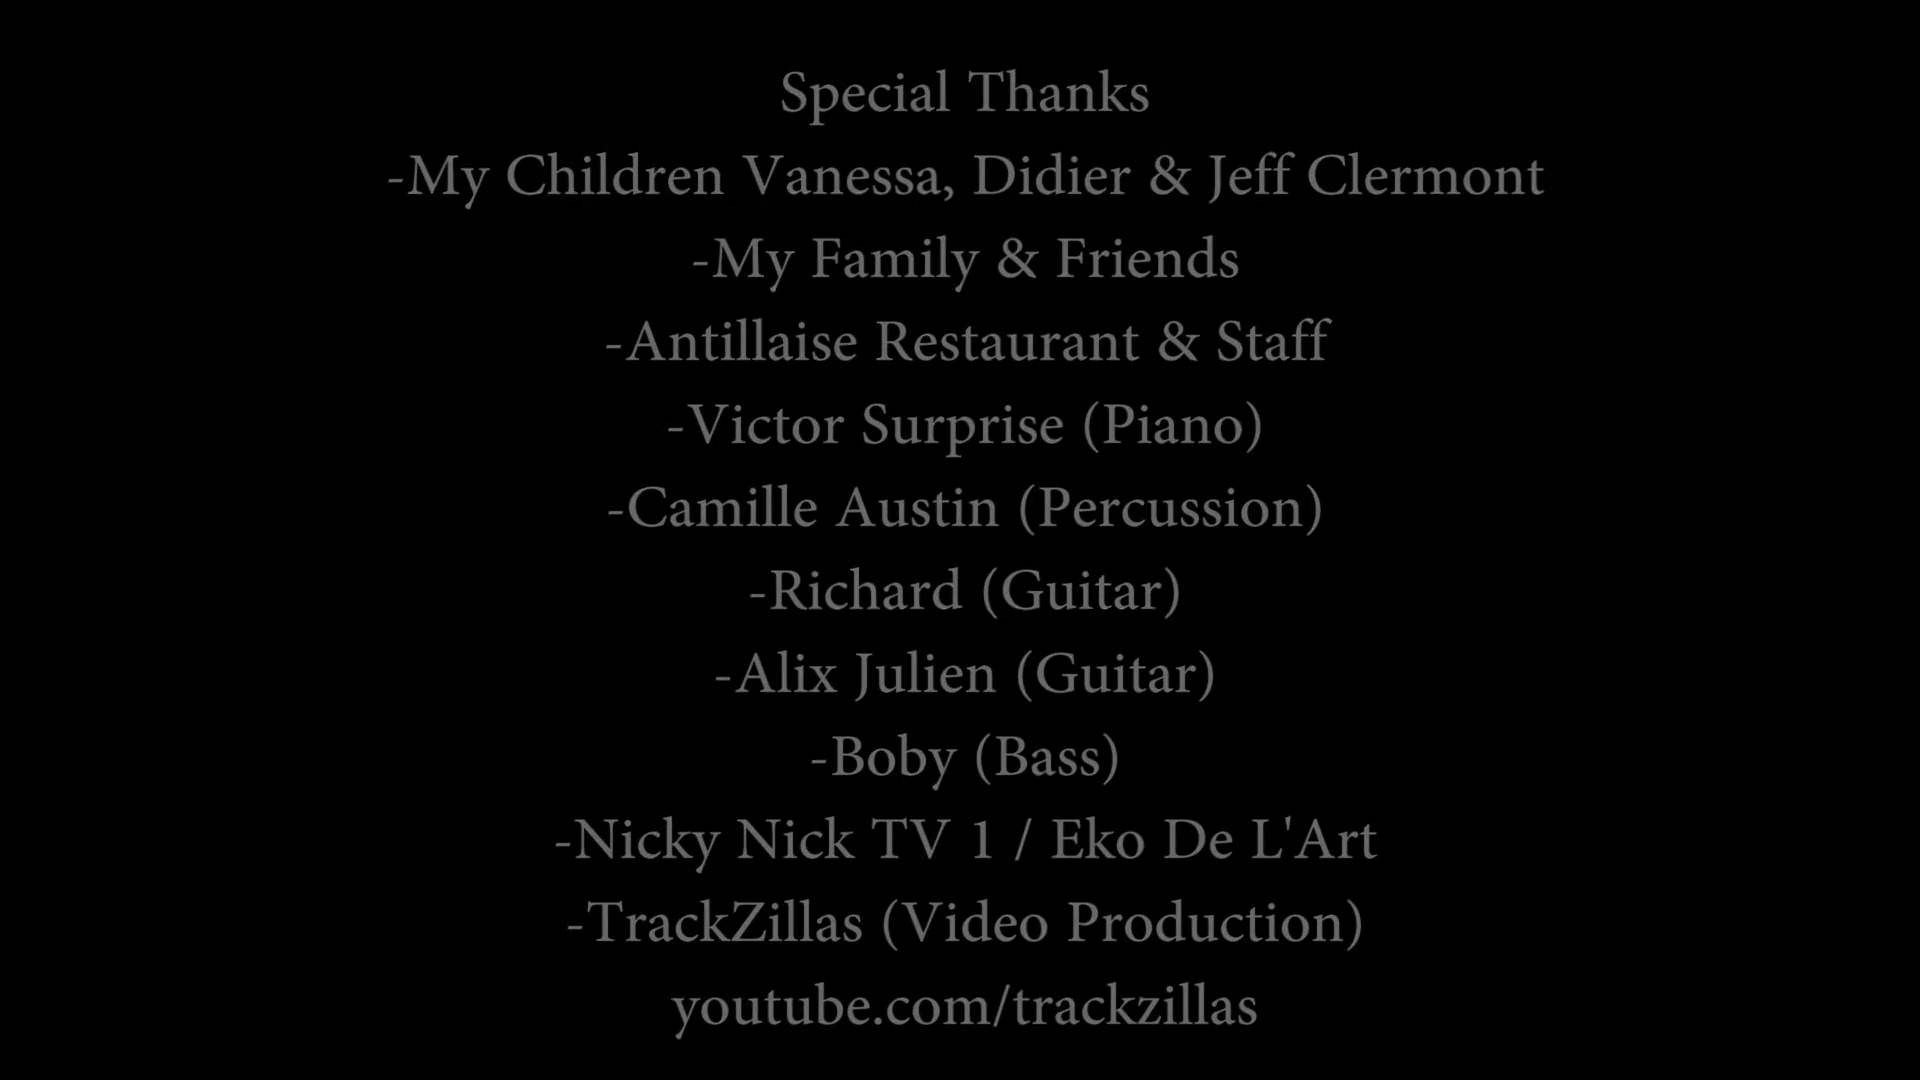 Special Thanks
-My Children Vanessa, Didier & Jeff Clermont
-My Family & Friends
-Antillaise Restaurant & Staff
-Victor Surprise (Piano)
-Camille Austin (Percussion)
-Richard (Guitar)
-Alix Julien (Guitar)
-Boby (Bass)
-Nicky Nick TV 1 / Eko De L'Art
-TrackZillas (Video Production)
youtube.com/trackzillas